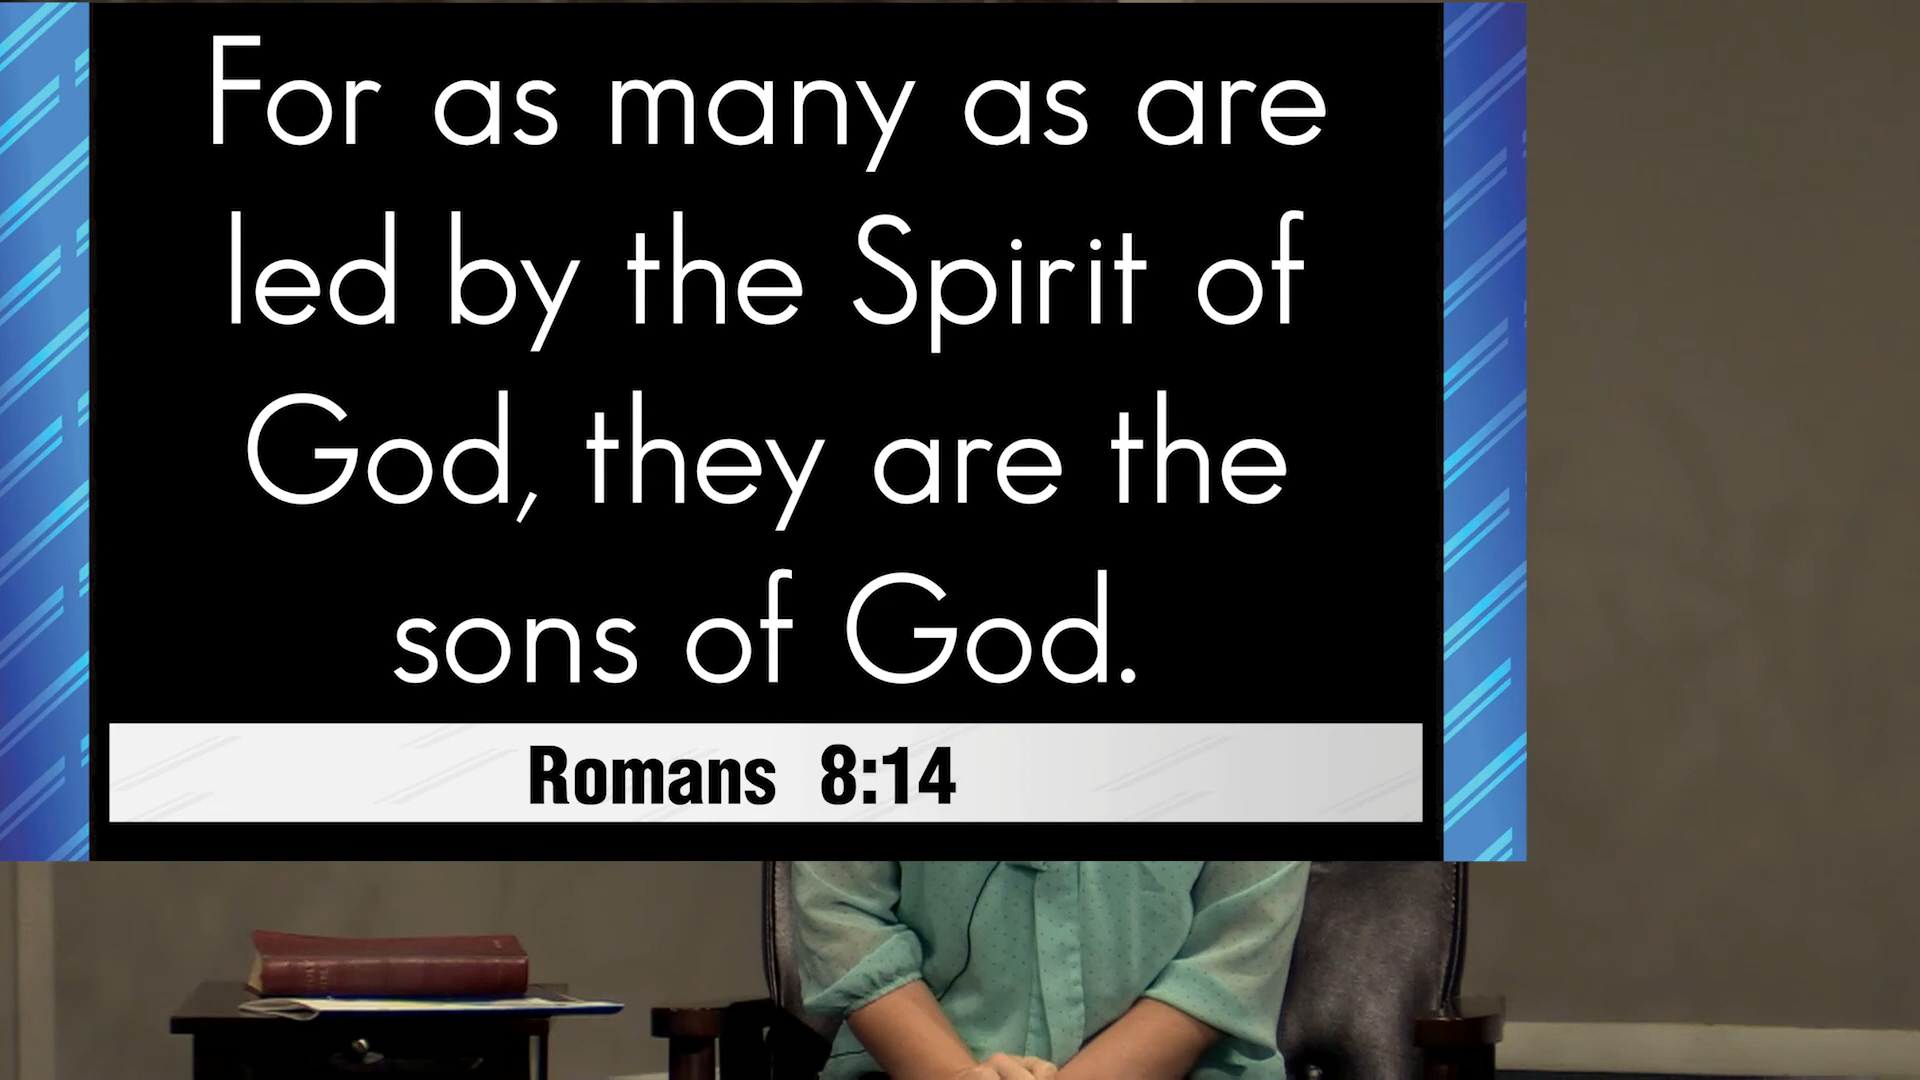 For as many as are
led by the Spirit of
God, they are the
sons of God.
Romans 8:14
HOLY